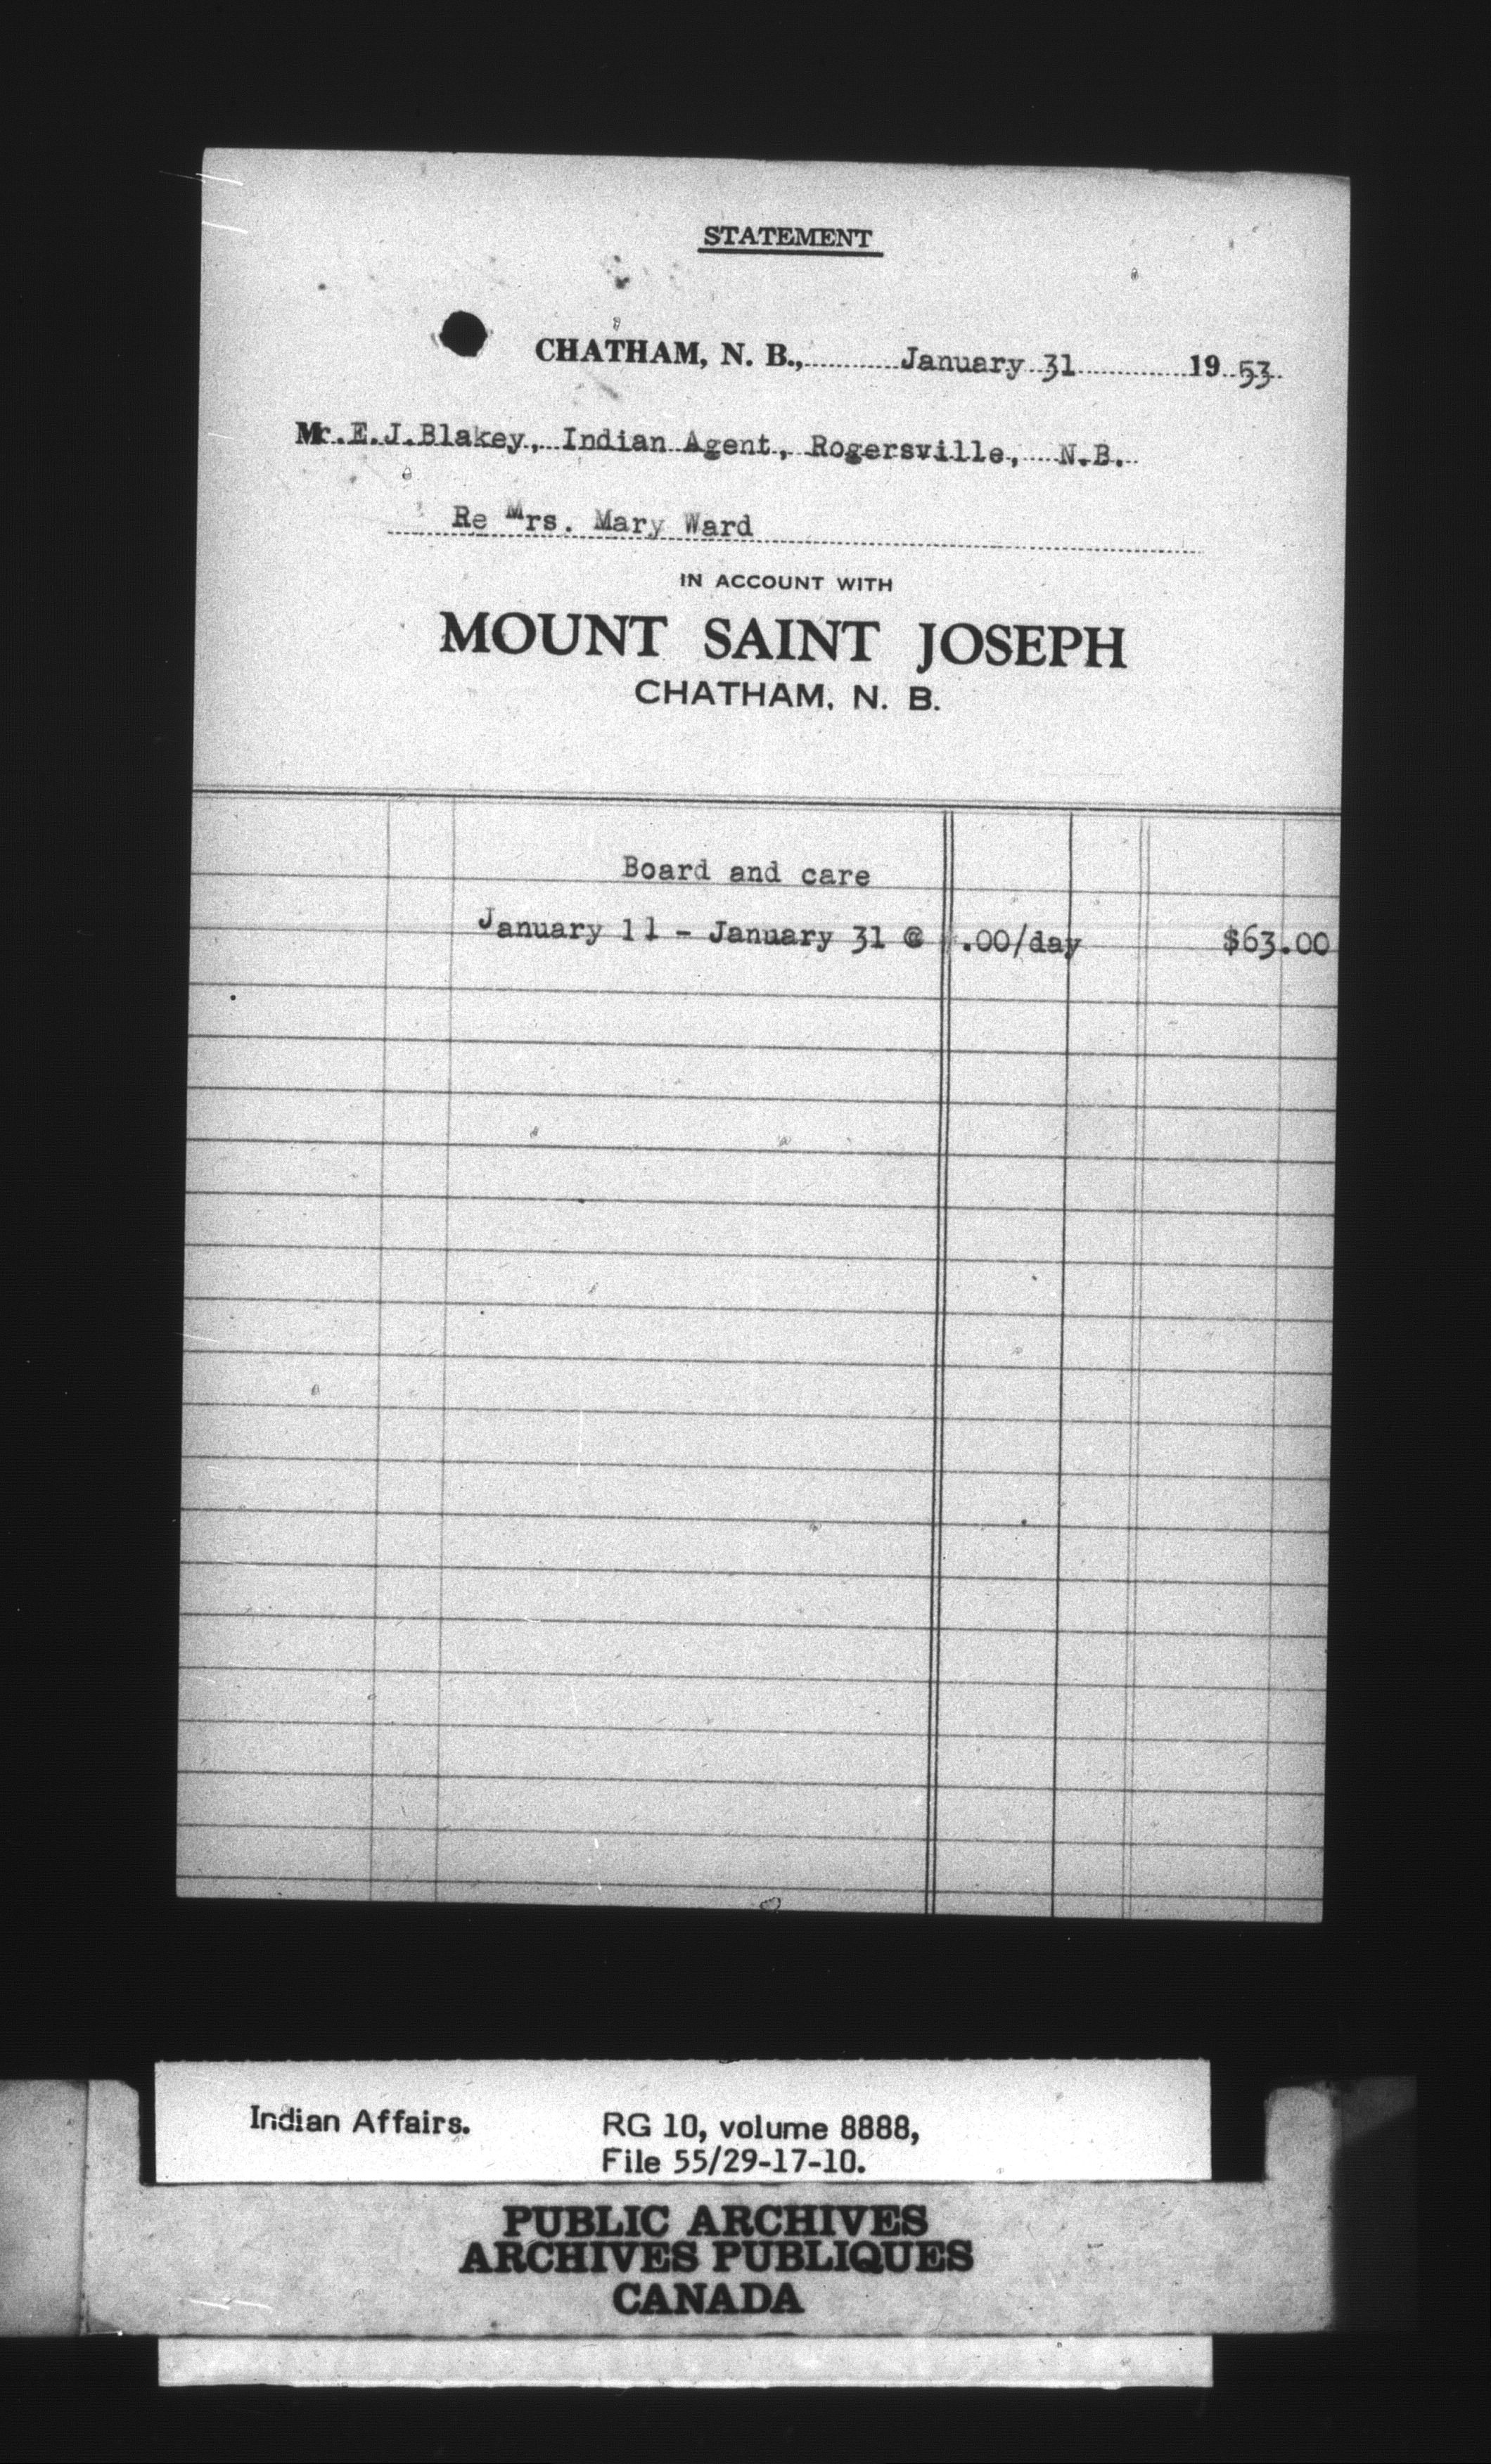 STATEMENT
CHATHAM, N. B., January 31 19 53
Mr. E.J. Blakey, Indian Agent, Rogersville, N.B.
Re Mrs. Mary Ward
IN ACCOUNT WITH
MOUNT SAINT JOSEPH
CHATHAM, N. B.
Board and care
January 11 - January 31 @ .00/day $63.00
Indian Affairs. RG 10, volume 8888,
File 55/29-17-10.
PUBLIC ARCHIVES
ARCHIVES PUBLIQUES
CANADA